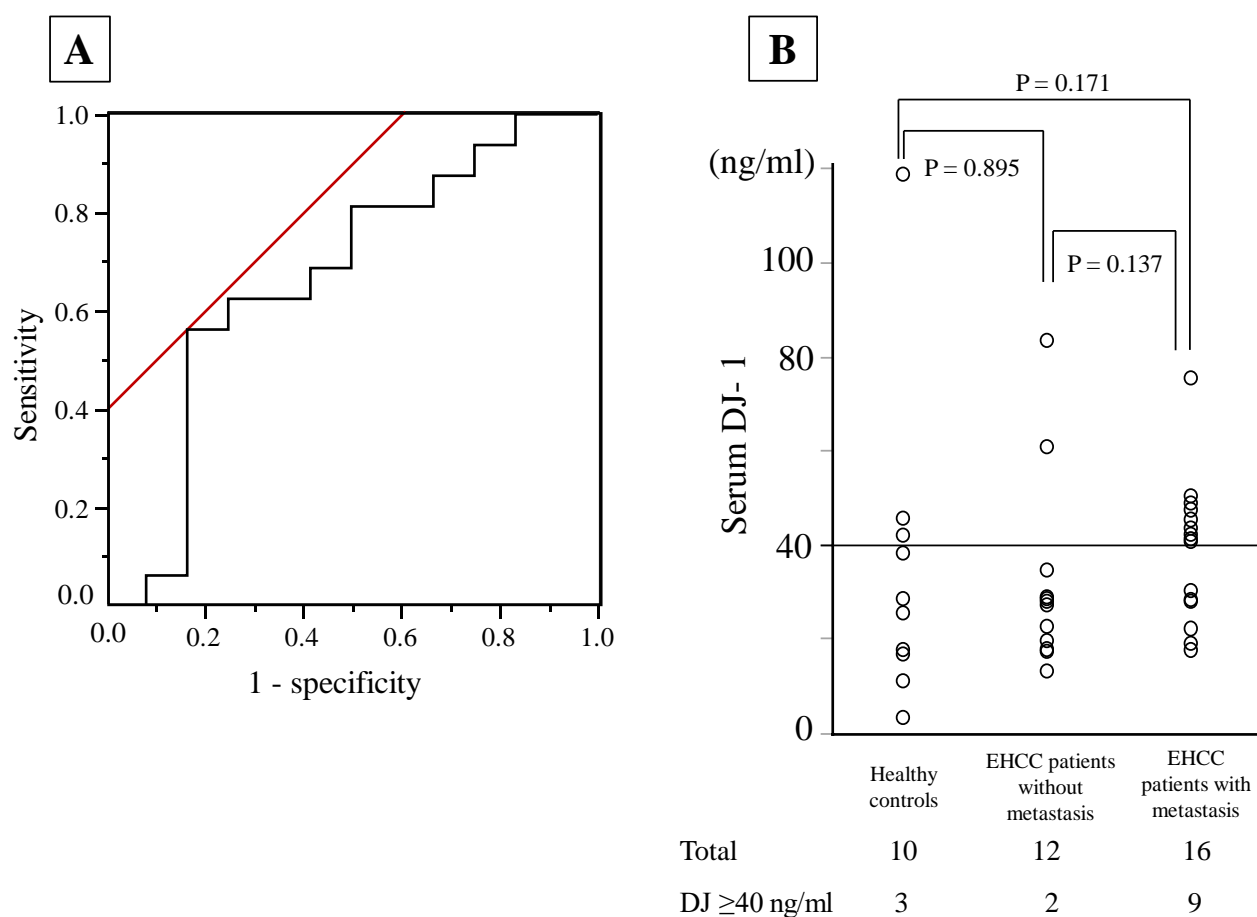 A
1.0
0.8
0.6
0.4
0.2
0.0
Sensitivity
0.0 0.2 0.4 0.6 0.8 1.0
1 - specificity
B
P = 0.171
(ng/ml)
P = 0.895
P = 0.137
100
80
40
0
Serum DJ- 1
Healthy
controls
EHCC patients
without
metastasis
EHCC
patients with
metastasis
Total 10 12 16
DJ ≥40 ng/ml 3 2 9